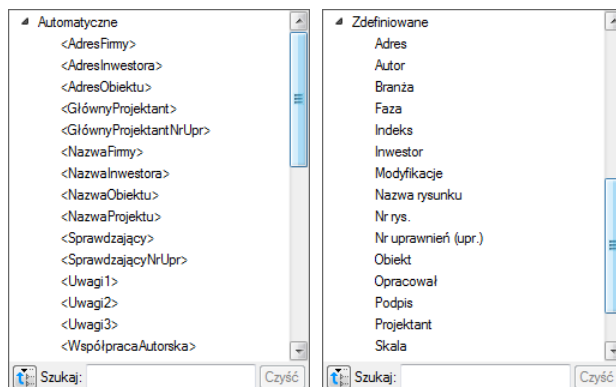 Automatyczne
<AdresFirmy>
<AdresInwestora>
<AdresObiektu>
<GłównyProjektant>
<GłównyProjektantNrUpr>
<NazwaFirmy>
<NazwaInwestora>
<NazwaObiektu>
<NazwaProjektu>
<Sprawdzający>
<SprawdzającyNrUpr>
<Uwagi1>
<Uwagi2>
<Uwagi3>
<WspółpracaAutorska>
Szukaj:
Czyść
Zdefiniowane
Adres
Autor
Branża
Faza
Indeks
Inwestor
Modyfikacje
Nazwa rysunku
Nr rys.
Nr uprawnień (upr.)
Obiekt
Opracował
Podpis
Projektant
Skala
Szukaj:
Czyść